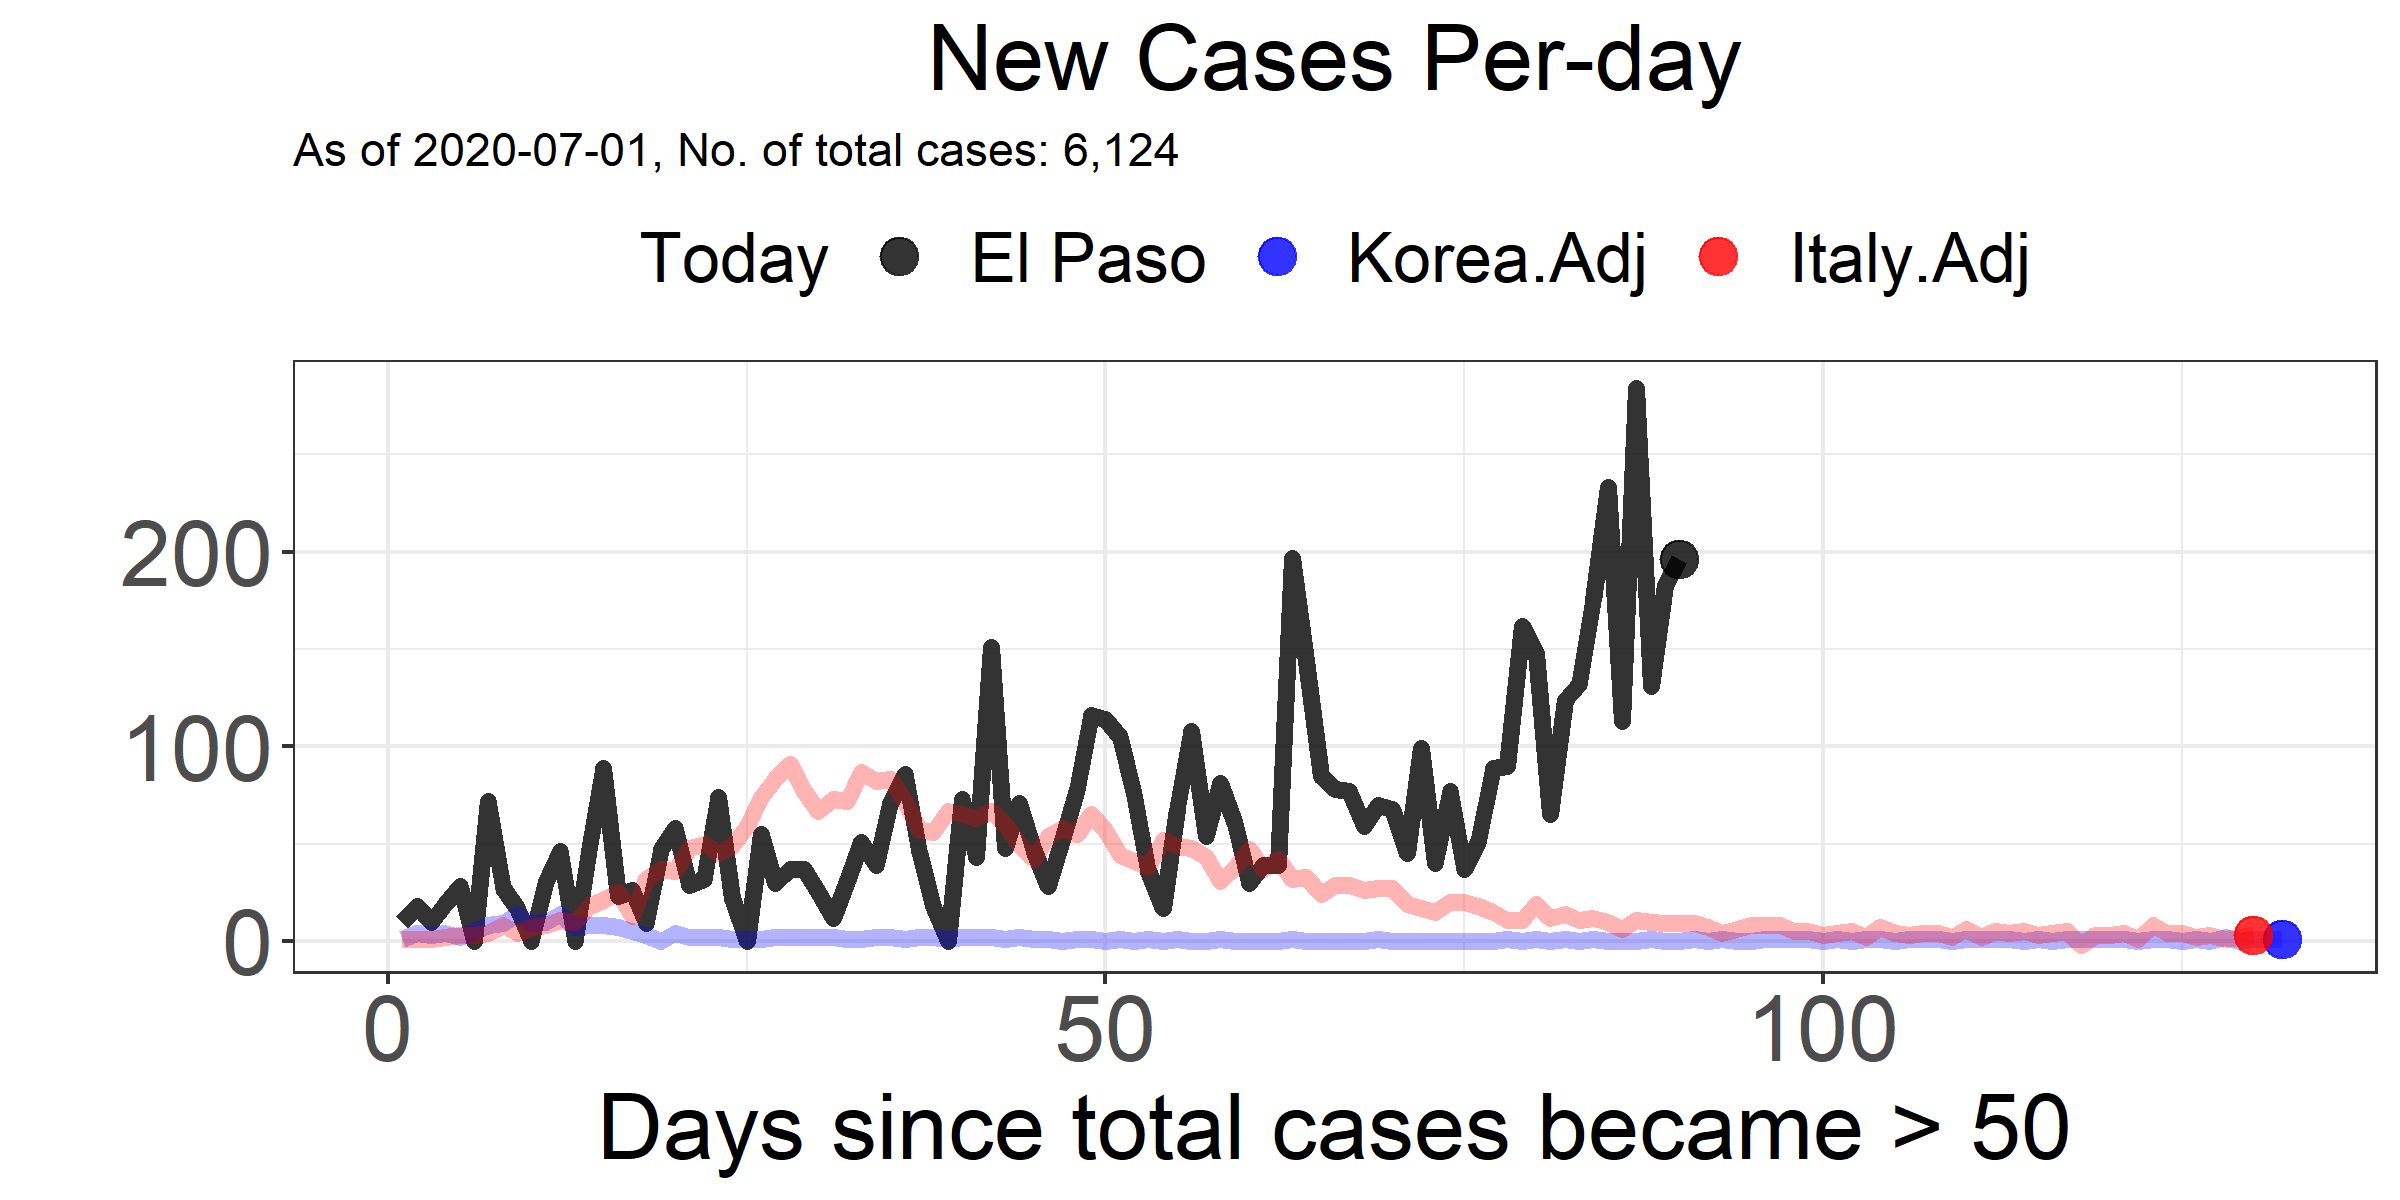 New Cases Per-day
As of 2020-07-01, No. of total cases: 6,124
Today El Paso Korea.Adj Italy.Adj
200
100
0
0 50 100
Days since total cases became > 50